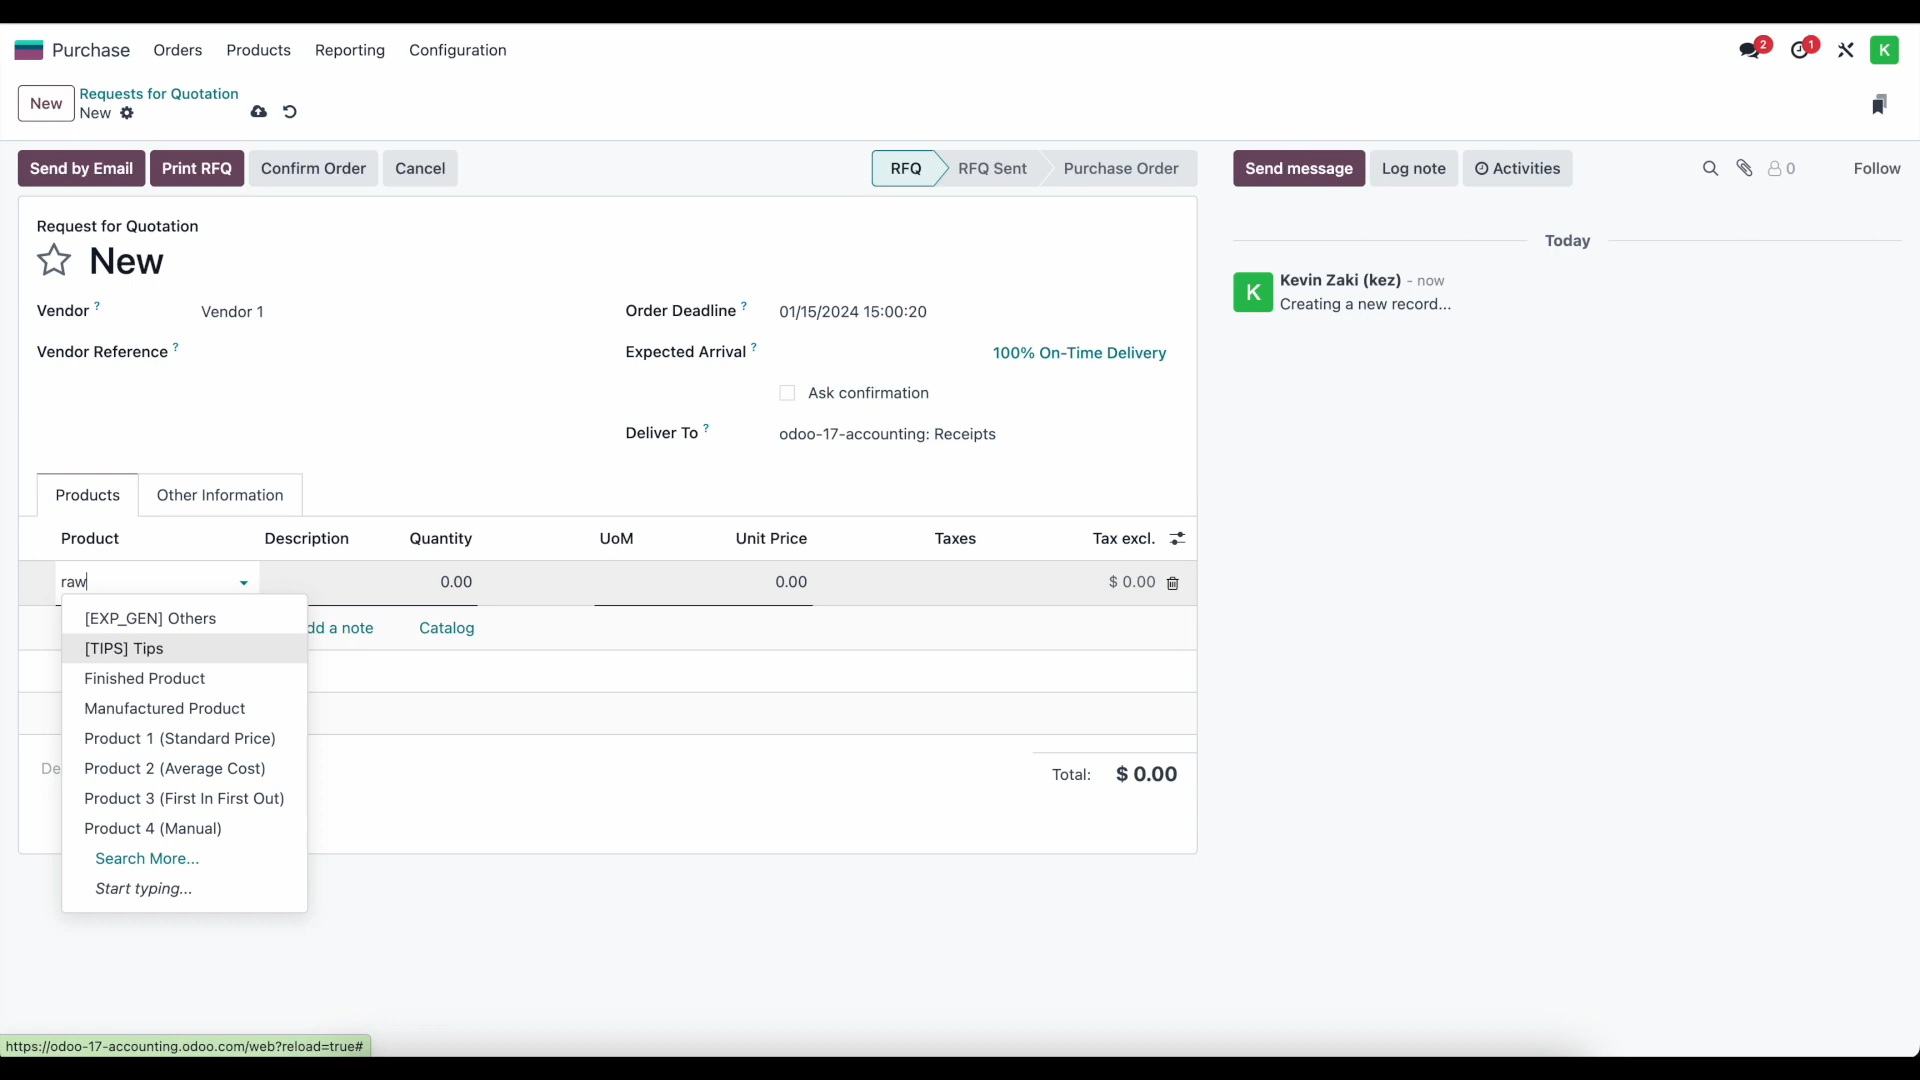 Purchase Orders Products Reporting Configuration 2 1 K
New Requests for Quotation
New
Send by Email Print RFQ Confirm Order Cancel RFQ RFQ Sent Purchase Order Send message Log note Activities 0 Follow
Request for Quotation
New
Today
Vendor ? Vendor 1 Order Deadline ? 01/15/2024 15:00:20
K Kevin Zaki (kez) - now
Creating a new record...
Vendor Reference ? Expected Arrival ? 100% On-Time Delivery
Ask confirmation
Deliver To ? odoo-17-accounting: Receipts
Products Other Information
Product Description Quantity UoM Unit Price Taxes Tax excl.
raw 0.00 0.00 $ 0.00
[EXP_GEN] Others
dd a note Catalog
[TIPS] Tips
Finished Product
Manufactured Product
Product 1 (Standard Price)
De Product 2 (Average Cost) Total: $ 0.00
Product 3 (First In First Out)
Product 4 (Manual)
Search More...
Start typing...
https://odoo-17-accounting.odoo.com/web?reload=true#